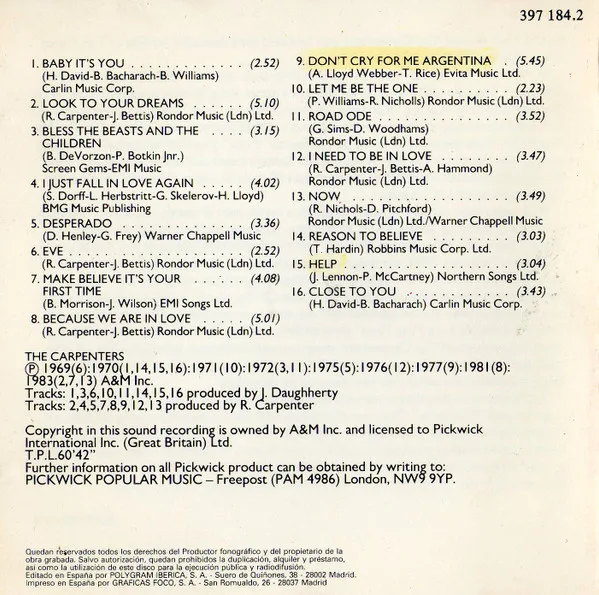 397 184.2
1. BABY IT'S YOU . . . . . . . . . . . . . (2.52)
(H. David-B. Bacharach-B. Williams)
Carlin Music Corp.
2. LOOK TO YOUR DREAMS . . . . . . (5.10)
(R. Carpenter-J. Bettis) Rondor Music (Ldn) Ltd.
3. BLESS THE BEASTS AND THE . . . . (3.15)
CHILDREN
(B. DeVorzon-P. Botkin Jnr.)
Screen Gems-EMI Music
4. I JUST FALL IN LOVE AGAIN . . . . . (4.02)
(S. Dorff-L. Herbstritt-G. Skelerov-H. Lloyd)
BMG Music Publishing
5. DESPERADO . . . . . . . . . . . . . . (3.36)
(D. Henley-G. Frey) Warner Chappell Music
6. EVE . . . . . . . . . . . . . . . . . . . . (2.52)
(R. Carpenter-J. Bettis) Rondor Music (Ldn) Ltd.
7. MAKE BELIEVE IT'S YOUR . . . . . . (4.08)
FIRST TIME
(B. Morrison-J. Wilson) EMI Songs Ltd.
8. BECAUSE WE ARE IN LOVE . . . . . (5.01)
(R. Carpenter-J. Bettis) Rondor Music (Ldn) Ltd.
9. DON'T CRY FOR ME ARGENTINA . (5.45)
(A. Lloyd Webber-T. Rice) Evita Music Ltd.
10. LET ME BE THE ONE . . . . . . . . . . (2.23)
(P. Williams-R. Nicholls) Rondor Music (Ldn) Ltd.
11. ROAD ODE . . . . . . . . . . . . . . . (3.52)
(G. Sims-D. Woodhams)
Rondor Music (Ldn) Ltd.
12. I NEED TO BE IN LOVE . . . . . . . . (3.47)
(R. Carpenter-J. Bettis-A. Hammond)
Rondor Music (Ldn) Ltd.
13. NOW . . . . . . . . . . . . . . . . . . . (3.49)
(R. Nichols-D. Pitchford)
Rondor Music (Ldn) Ltd./Warner Chappell Music
14. REASON TO BELIEVE . . . . . . . . . (3.03)
(T. Hardin) Robbins Music Corp. Ltd.
15. HELP . . . . . . . . . . . . . . . . . . . (3.04)
(J. Lennon-P. McCartney) Northern Songs Ltd.
16. CLOSE TO YOU . . . . . . . . . . . . (3.43)
(H. David-B. Bacharach) Carlin Music Corp.
THE CARPENTERS
Ⓟ 1969(6):1970(1,14,15,16):1971(10):1972(3,11):1975(5):1976(12):1977(9):1981(8):
1983(2,7,13) A&M Inc.
Tracks: 1,3,6,10,11,14,15,16 produced by J. Daughherty
Tracks: 2,4,5,7,8,9,12,13 produced by R. Carpenter
Copyright in this sound recording is owned by A&M Inc. and licensed to Pickwick
International Inc. (Great Britain) Ltd.
T.P.L.60'42"
Further information on all Pickwick product can be obtained by writing to:
PICKWICK POPULAR MUSIC – Freepost (PAM 4986) London, NW9 9YP.
Quedan reservados todos los derechos del Productor fonográfico y del propietario de la
obra grabada. Salvo autorización, quedan prohibidos la duplicación, alquiler y préstamo,
así como la utilización de este disco para la ejecución pública y radiodifusión.
Editado en España por POLYGRAM IBERICA, S. A. - Suero de Quiñones, 38 - 28002 Madrid.
Impreso en España por GRAFICAS FOCO, S. A. - San Romualdo, 26 - 28037 Madrid